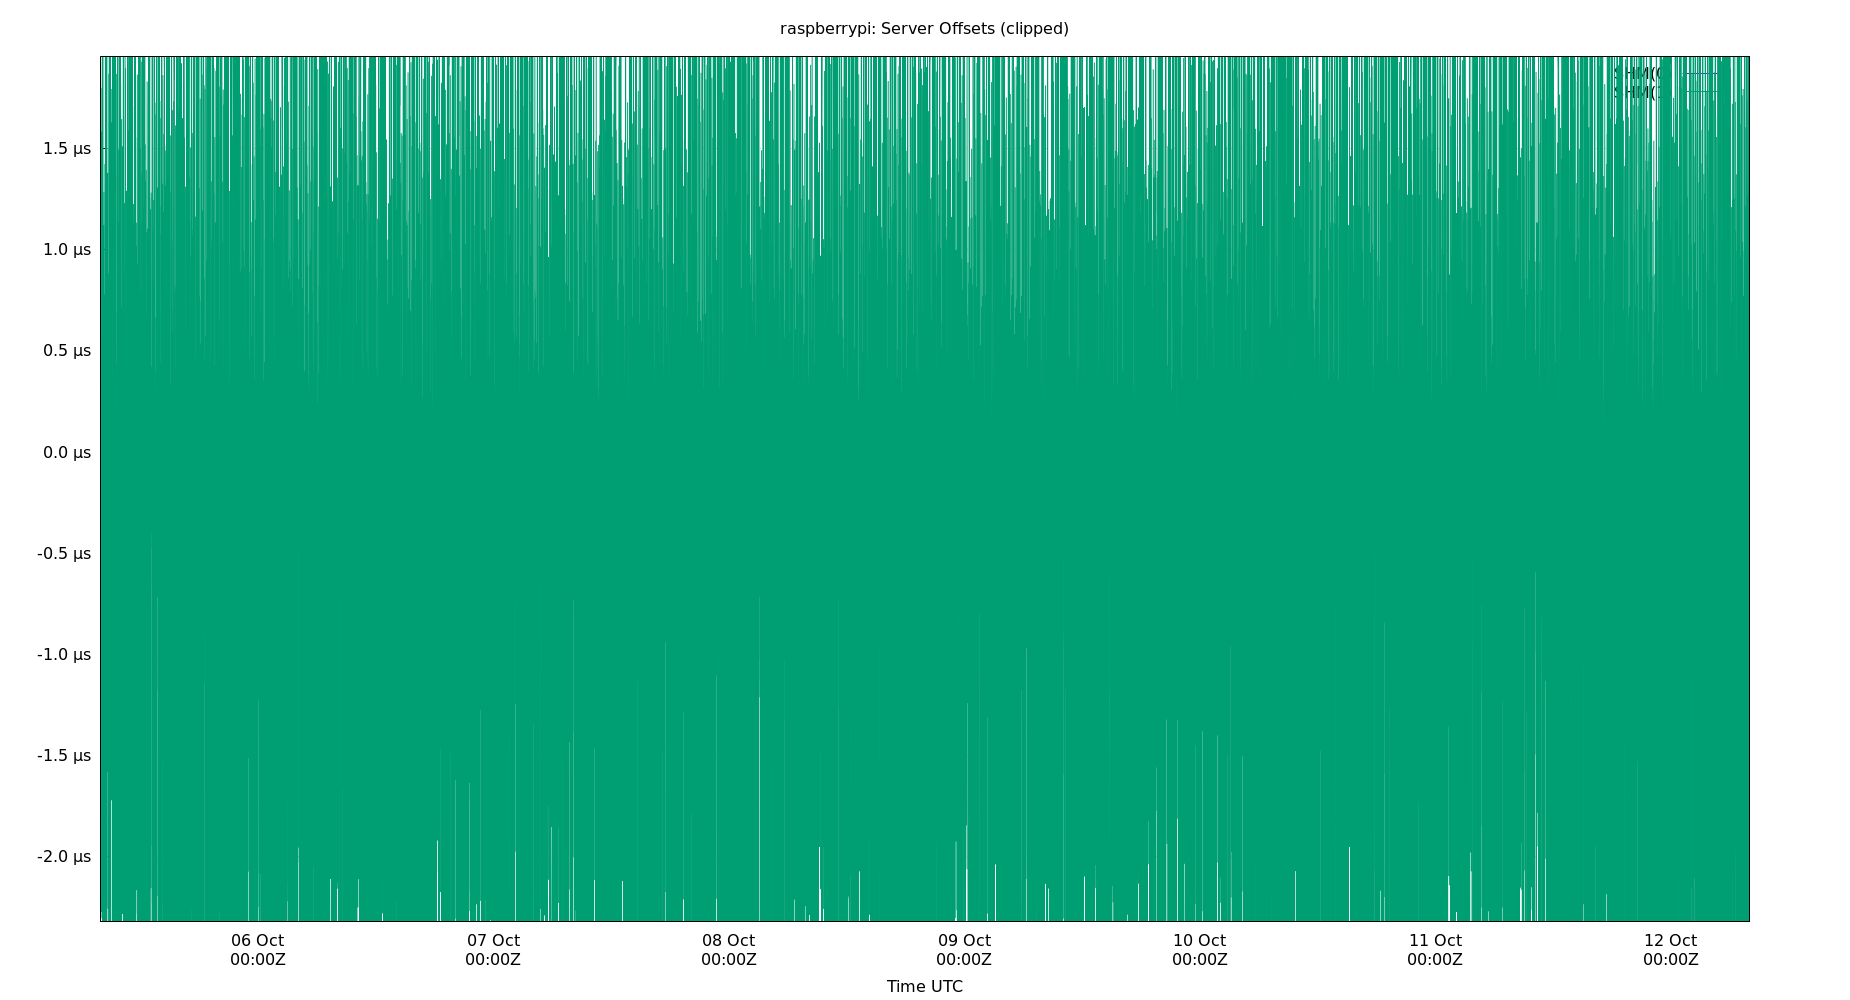 raspberrypi: Server Offsets (clipped)
SHM(
SHM(
1.5 µs
1.0 µs
0.5 µs
0.0 µs
-0.5 µs
-1.0 µs
-1.5 µs
-2.0 µs
06 Oct 07 Oct 08 Oct 09 Oct 10 Oct 11 Oct 12 Oct
00:00Z 00:00Z 00:00Z 00:00Z 00:00Z 00:00Z 00:00Z
Time UTC